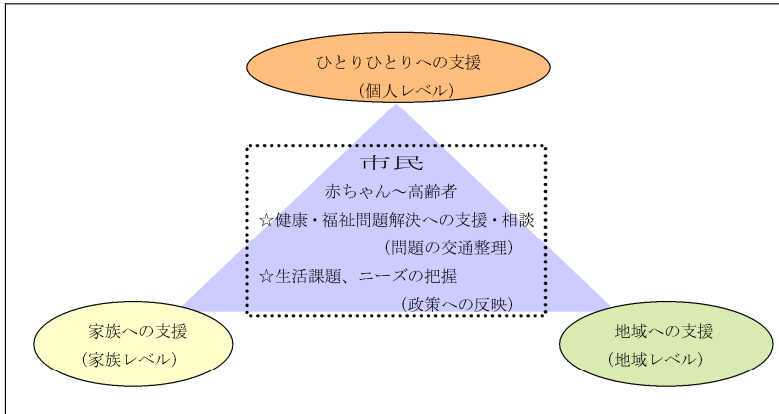 ひとりひとりへの支援
(個人レベル)
市民
赤ちゃん～高齢者
☆健康・福祉問題解決への支援・相談
(問題の交通整理)
☆生活課題、ニーズの把握
(政策への反映)
家族への支援
(家族レベル)
地域への支援
(地域レベル)